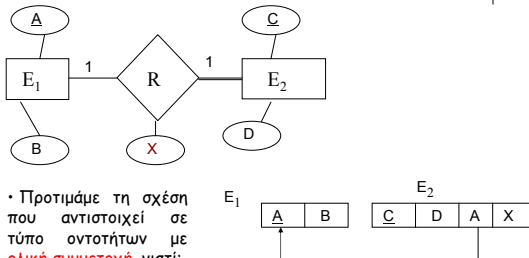 A
C
E1
1
R
1
E2
B
X
D
• Προτιμάμε τη σχέση
που αντιστοιχεί σε
τύπο οντοτήτων με
ολική συμμετοχή, γιατί;
E1
A B
E2
C D A X